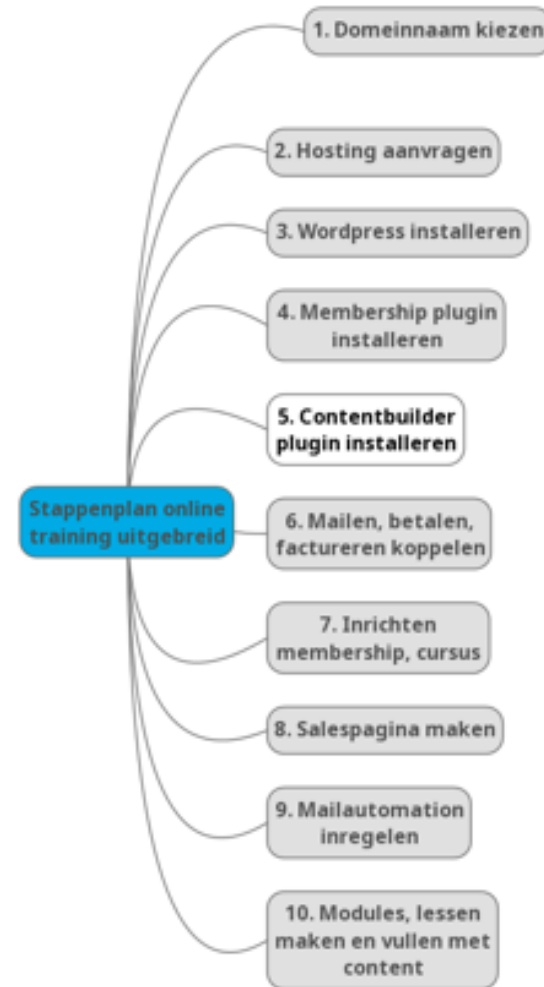 1. Domeinnaam kiezen
2. Hosting aanvragen
3. Wordpress installeren
4. Membership plugin
installeren
5. Contentbuilder
plugin installeren
Stappenplan online
training uitgebreid
6. Mailen, betalen,
factureren koppelen
7. Inrichten
membership, cursus
8. Salespagina maken
9. Mailautomation
inregelen
10. Modules, lessen
maken en vullen met
content